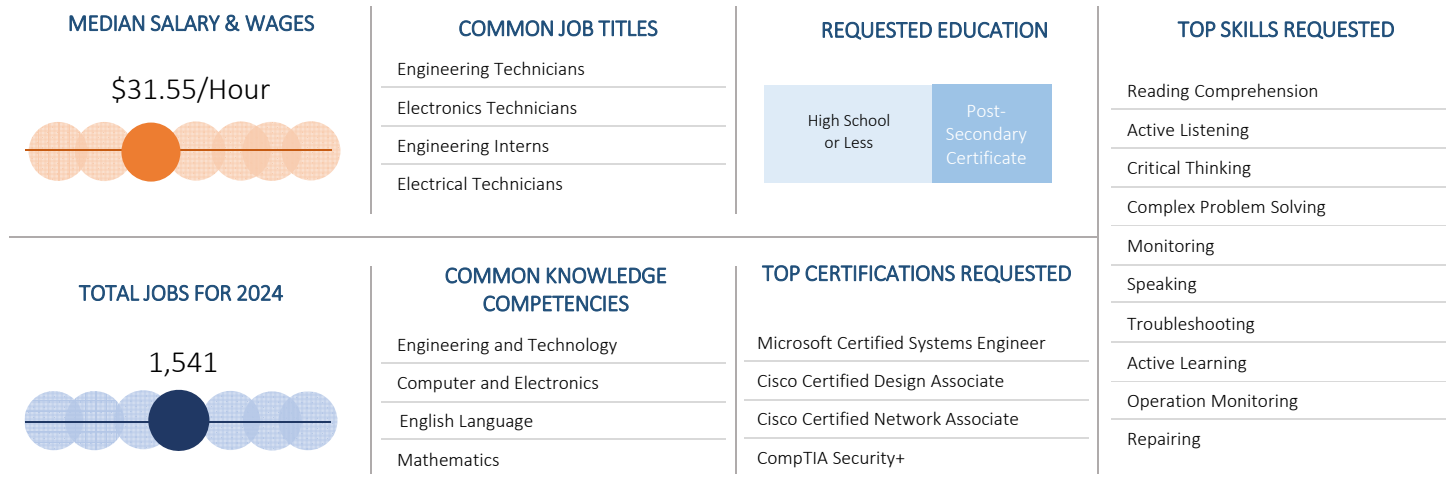 MEDIAN SALARY & WAGES
$31.55/Hour
COMMON JOB TITLES
Engineering Technicians
Electronics Technicians
Engineering Interns
Electrical Technicians
REQUESTED EDUCATION
High School
or Less
Post-
Secondary
Certificate
TOP SKILLS REQUESTED
Reading Comprehension
Active Listening
Critical Thinking
Complex Problem Solving
Monitoring
Speaking
Troubleshooting
Active Learning
Operation Monitoring
Repairing
TOTAL JOBS FOR 2024
1,541
COMMON KNOWLEDGE
COMPETENCIES
Engineering and Technology
Computer and Electronics
English Language
Mathematics
TOP CERTIFICATIONS REQUESTED
Microsoft Certified Systems Engineer
Cisco Certified Design Associate
Cisco Certified Network Associate
CompTIA Security+